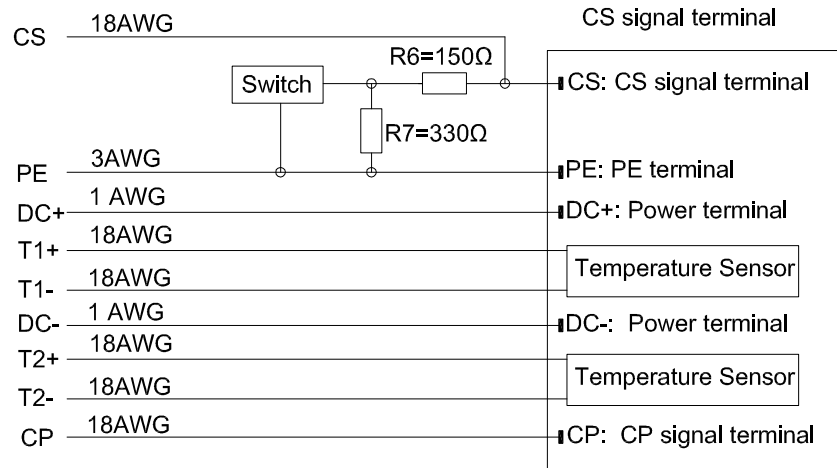 CS signal terminal
CS 18AWG
R6=150Ω
Switch
CS: CS signal terminal
R7=330Ω
PE 3AWG
PE: PE terminal
DC+ 1 AWG
DC+: Power terminal
T1+ 18AWG
Temperature Sensor
T1- 18AWG
DC- 1 AWG
DC-: Power terminal
T2+ 18AWG
Temperature Sensor
T2- 18AWG
CP 18AWG
CP: CP signal terminal